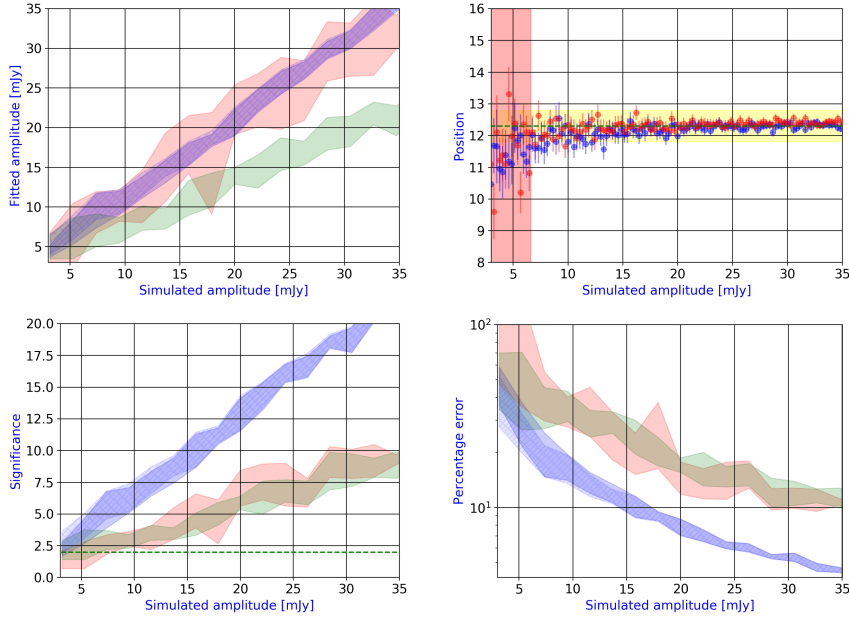 35
30
25
20
15
10
5
Fitted amplitude [mJy]
5 10 15 20 25 30 35
Simulated amplitude [mJy]
16
15
14
13
12
11
10
9
8
Position
5 10 15 20 25 30 35
Simulated amplitude [mJy]
20.0
17.5
15.0
12.5
10.0
7.5
5.0
2.5
0.0
Significance
5 10 15 20 25 30 35
Simulated amplitude [mJy]
10²
10¹
Percentage error
5 10 15 20 25 30 35
Simulated amplitude [mJy]